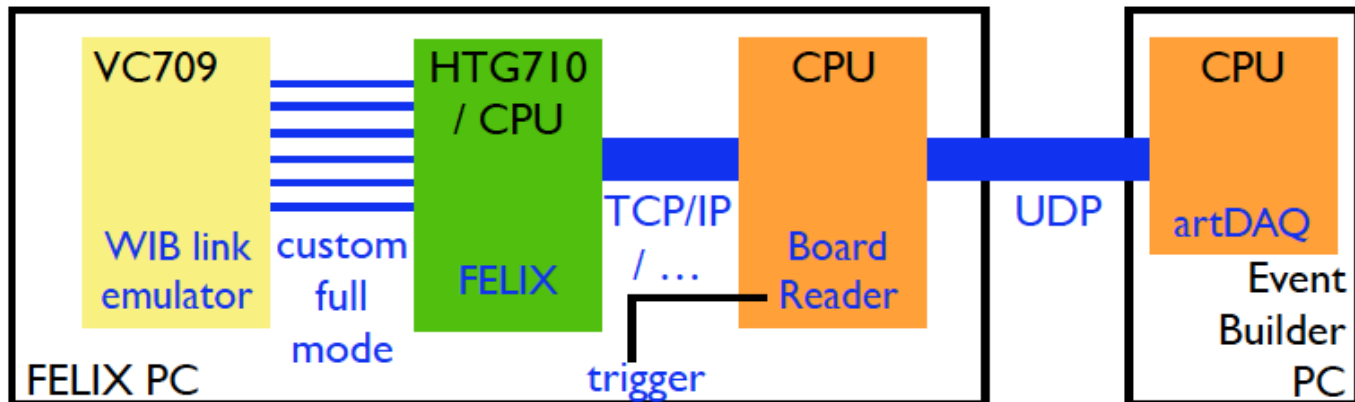 VC709
WIB link
emulator
custom
full
mode
HTG710
/ CPU
FELIX
TCP/IP
/ ...
trigger
CPU
Board
Reader
FELIX PC
UDP
CPU
artDAQ
Event
Builder
PC